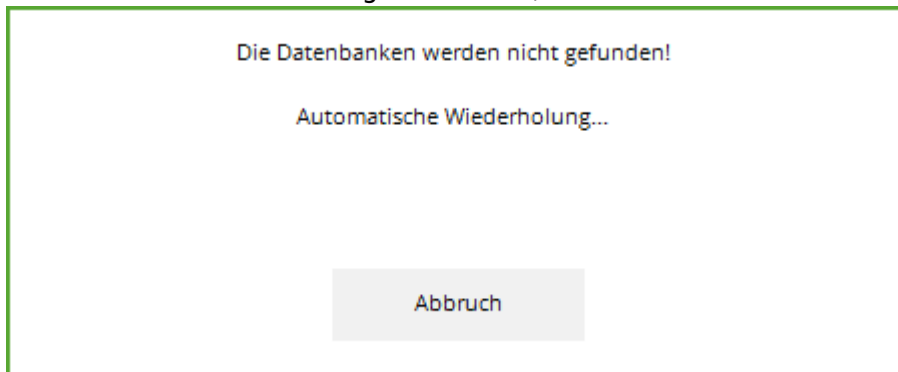 Die Datenbanken werden nicht gefunden!
Automatische Wiederholung...
Abbruch